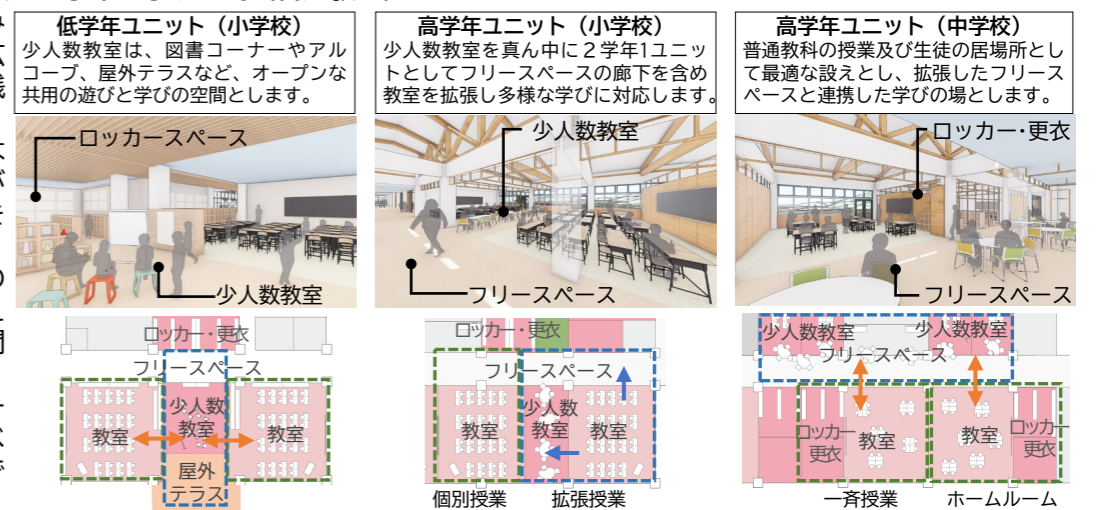 低学年ユニット（小学校）
少人数教室は、図書コーナーやアル
コーブ、屋外テラスなど、オープンな
共用の遊びと学びの空間とします。
ロッカースペース
少人数教室
ロッカー・更衣
フリースペース
少人数
教室
教室
教室
屋外
テラス
高学年ユニット（小学校）
少人数教室を真ん中に２学年1ユニッ
トとしてフリースペースの廊下を含め
教室を拡張し多様な学びに対応します。
少人数教室
フリースペース
ロッカー・更衣
フリースペース
少人数
教室
教室
教室
個別授業
拡張授業
高学年ユニット（中学校）
普通教科の授業及び生徒の居場所とし
て最適な設えとし、拡張したフリース
ペースと連携した学びの場とします。
ロッカー・更衣
フリースペース
少人数教室
少人数教室
フリースペース
ロッカー
更衣
教室
教室
ロッカー
更衣
一斉授業
ホームルーム